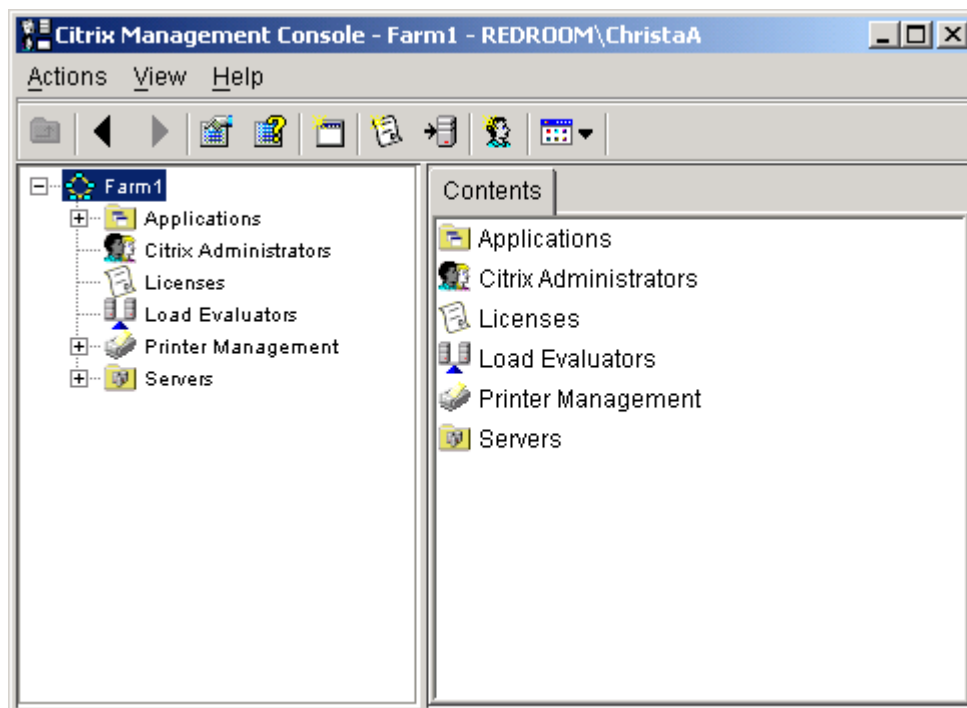 Citrix Management Console - Farm1 - REDROOM\ChristaA
Actions View Help
Farm1
Applications
Citrix Administrators
Licenses
Load Evaluators
Printer Management
Servers
Contents
Applications
Citrix Administrators
Licenses
Load Evaluators
Printer Management
Servers